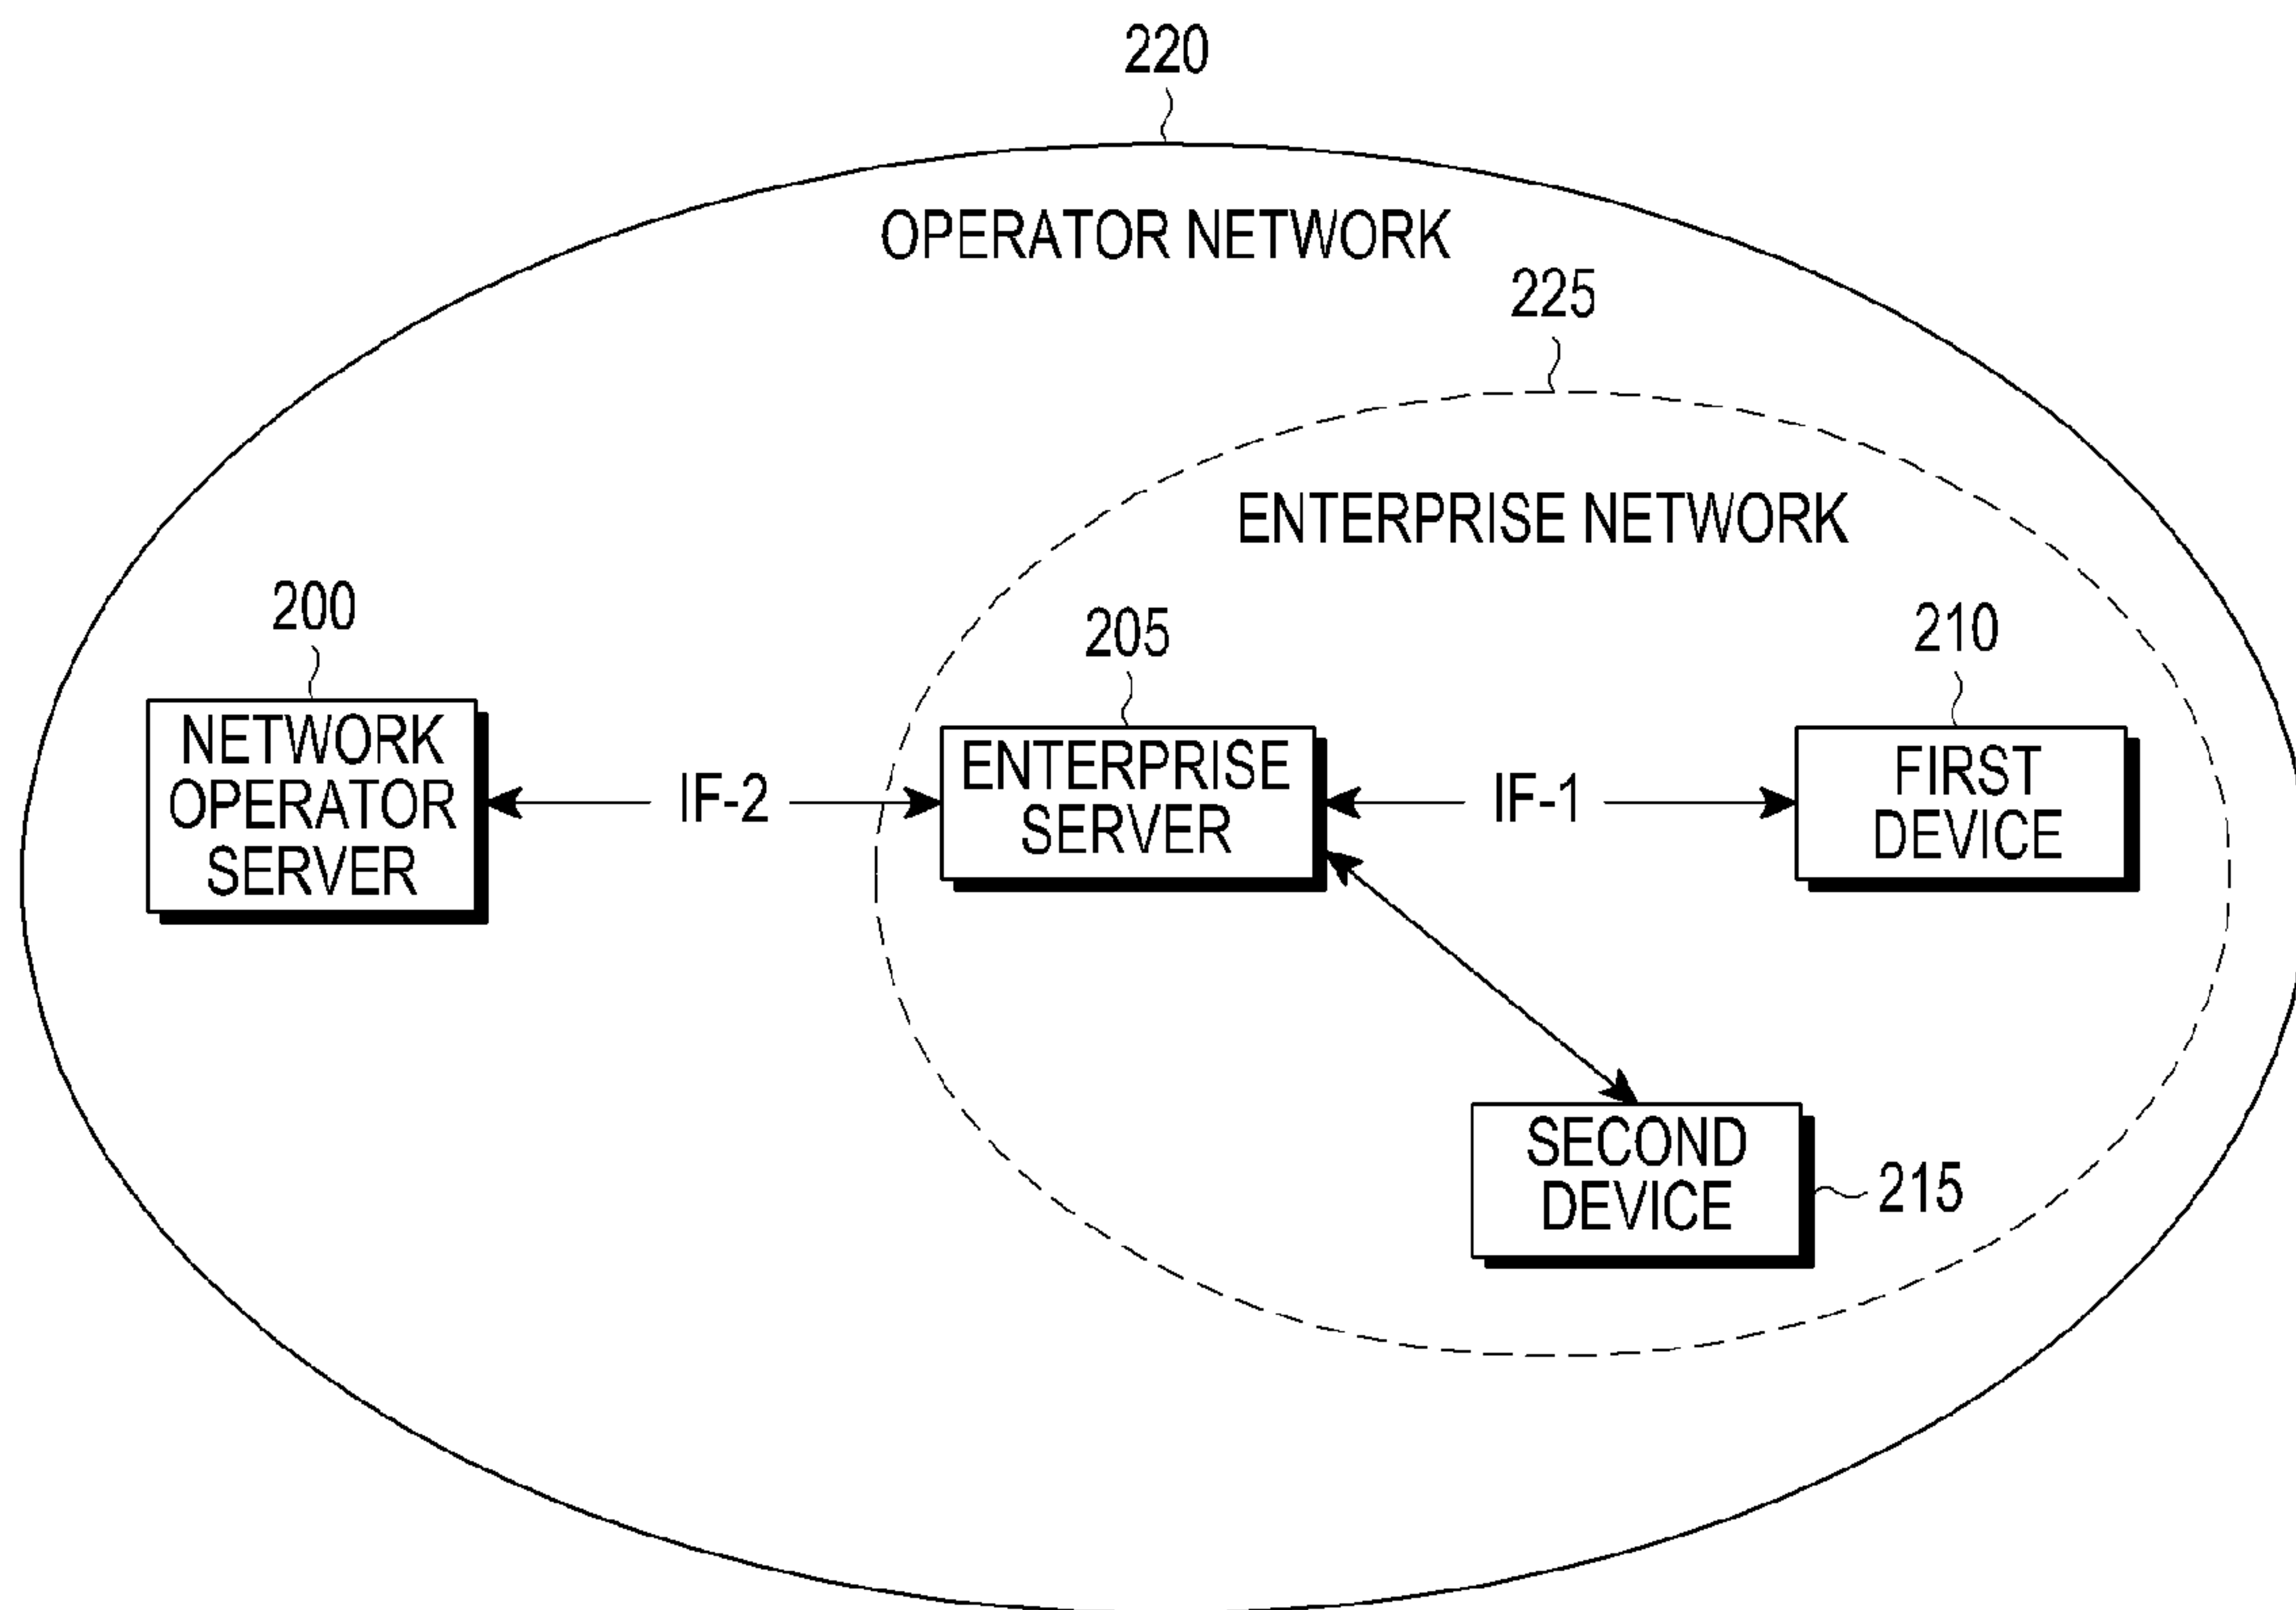 220
OPERATOR NETWORK
225
ENTERPRISE NETWORK
200
205
210
NETWORK
OPERATOR
SERVER
IF-2
ENTERPRISE
SERVER
IF-1
FIRST
DEVICE
SECOND
DEVICE
215